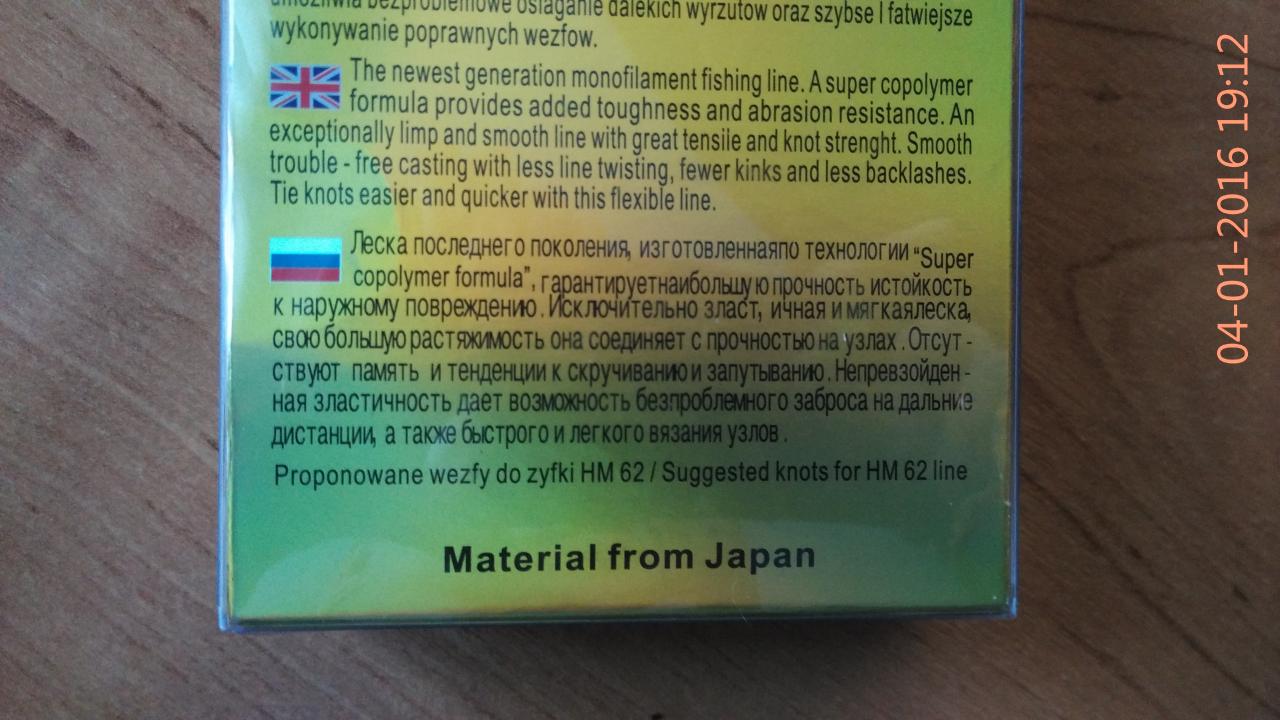 umożliwia bezproblemowe osiąganie dalekich wyrzutow oraz szybse I fatwiejsze
wykonywanie poprawnych wezfow.
The newest generation monofilament fishing line. A super copolymer
formula provides added toughness and abrasion resistance. An
exceptionally limp and smooth line with great tensile and knot strenght. Smooth
trouble - free casting with less line twisting, fewer kinks and less backlashes.
Tie knots easier and quicker with this flexible line.
Леска последнего поколения, изготовленнаяпо технологии “Super
copolymer formula”, гарантируетнаибольшу ю прочность истойкость
к наружному повреждению . Исключительно зласт, ичная и мягкаялеска,
свою большую растяжимость она соединяет с прочностью на узлах . Отсут -
ствуют память и тенденции к скручиванию и запутыванию . Непревзойден -
ная зластичность дает возможность безпроблемного заброса на дальние
дистанции, а также быстрого и легкого вязания узлов .
Proponowane wezfy do zyfki HM 62 / Suggested knots for HM 62 line
Material from Japan
04-01-2016 19:12